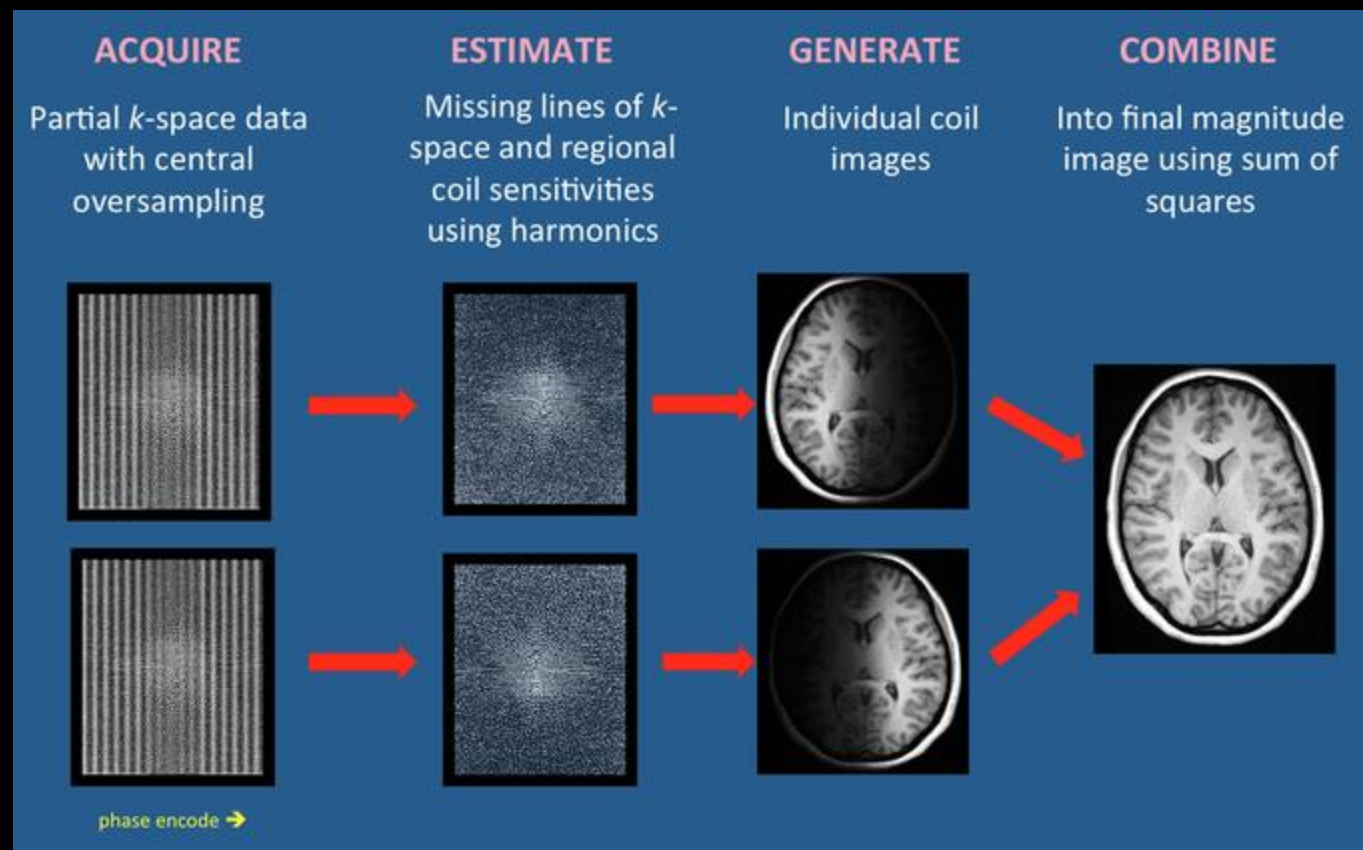 ACQUIRE
Partial k-space data
with central
oversampling
ESTIMATE
Missing lines of k-
space and regional
coil sensitivities
using harmonics
GENERATE
Individual coil
images
COMBINE
Into final magnitude
image using sum of
squares
phase encode →